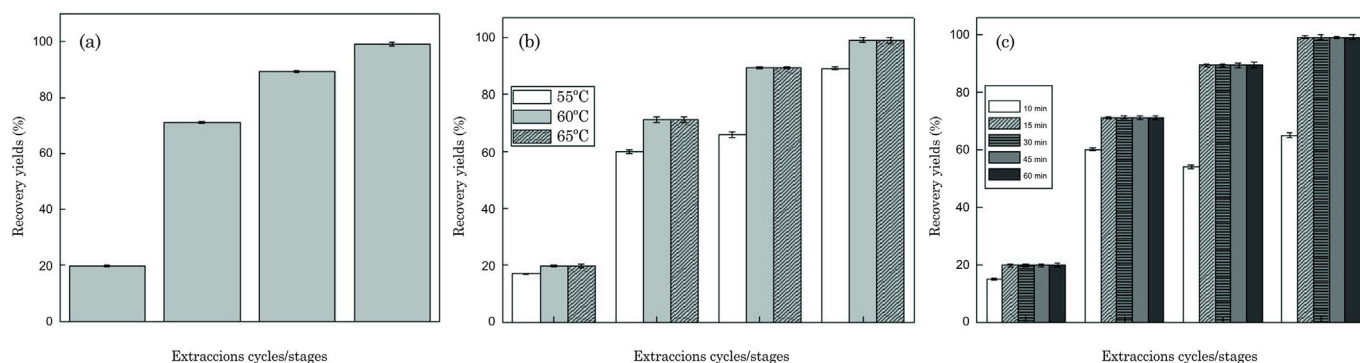 (a)
100
80
60
40
20
0
Recovery yields (%)
Extraccions cycles/stages
(b)
100
80
60
40
20
0
Recovery yields (%)
55ºC
60ºC
65ºC
Extraccions cycles/stages
(c)
100
80
60
40
20
0
Recovery yields (%)
10 min
15 min
30 min
45 min
60 min
Extraccions cycles/stages